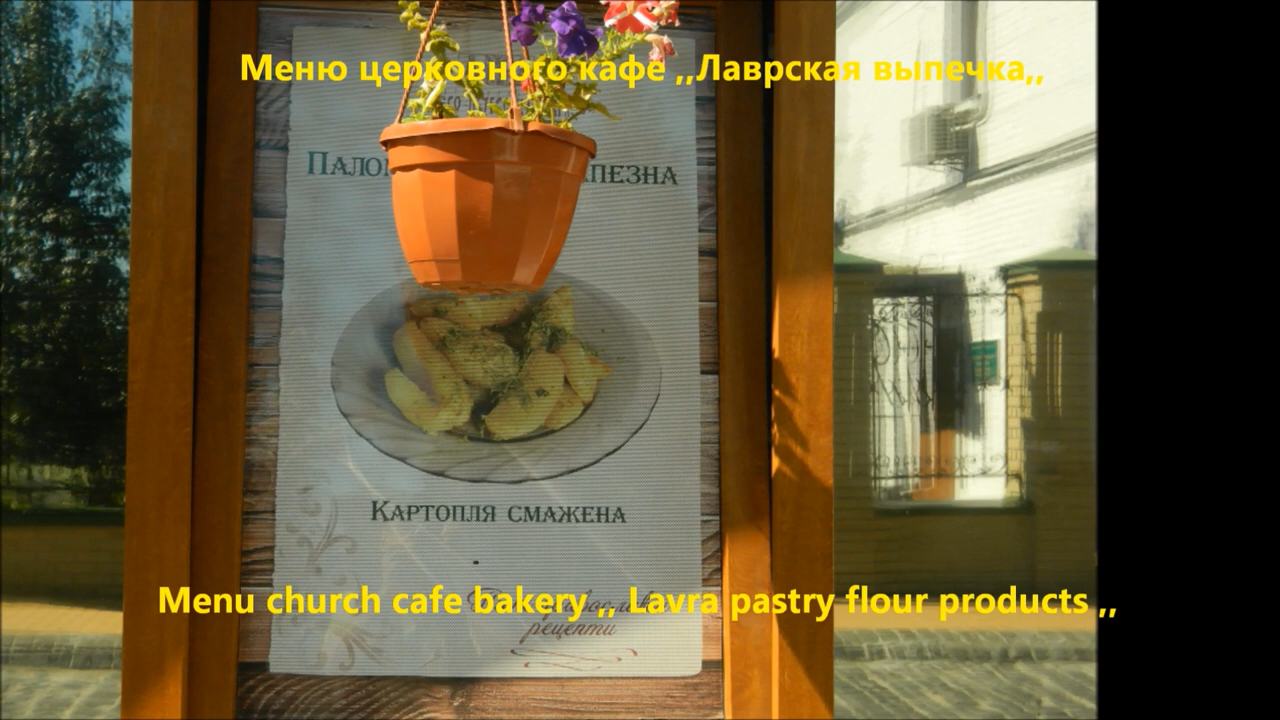 Меню церковного кафе ,,Лаврская выпечка,,
Картопля смажена
Menu church cafe bakery ,, Lavra pastry flour products ,,
рецепти